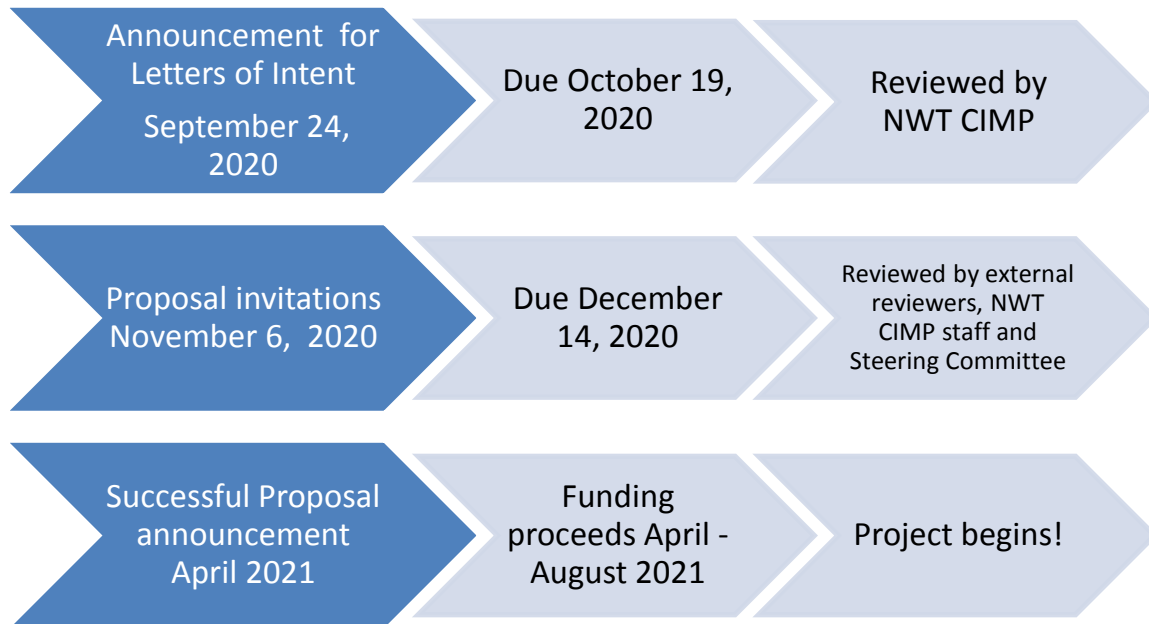 Announcement for
Letters of Intent
September 24,
2020
Due October 19,
2020
Reviewed by
NWT CIMP
Proposal invitations
November 6, 2020
Due December
14, 2020
Reviewed by external
reviewers, NWT
CIMP staff and
Steering Committee
Successful Proposal
announcement
April 2021
Funding
proceeds April -
August 2021
Project begins!